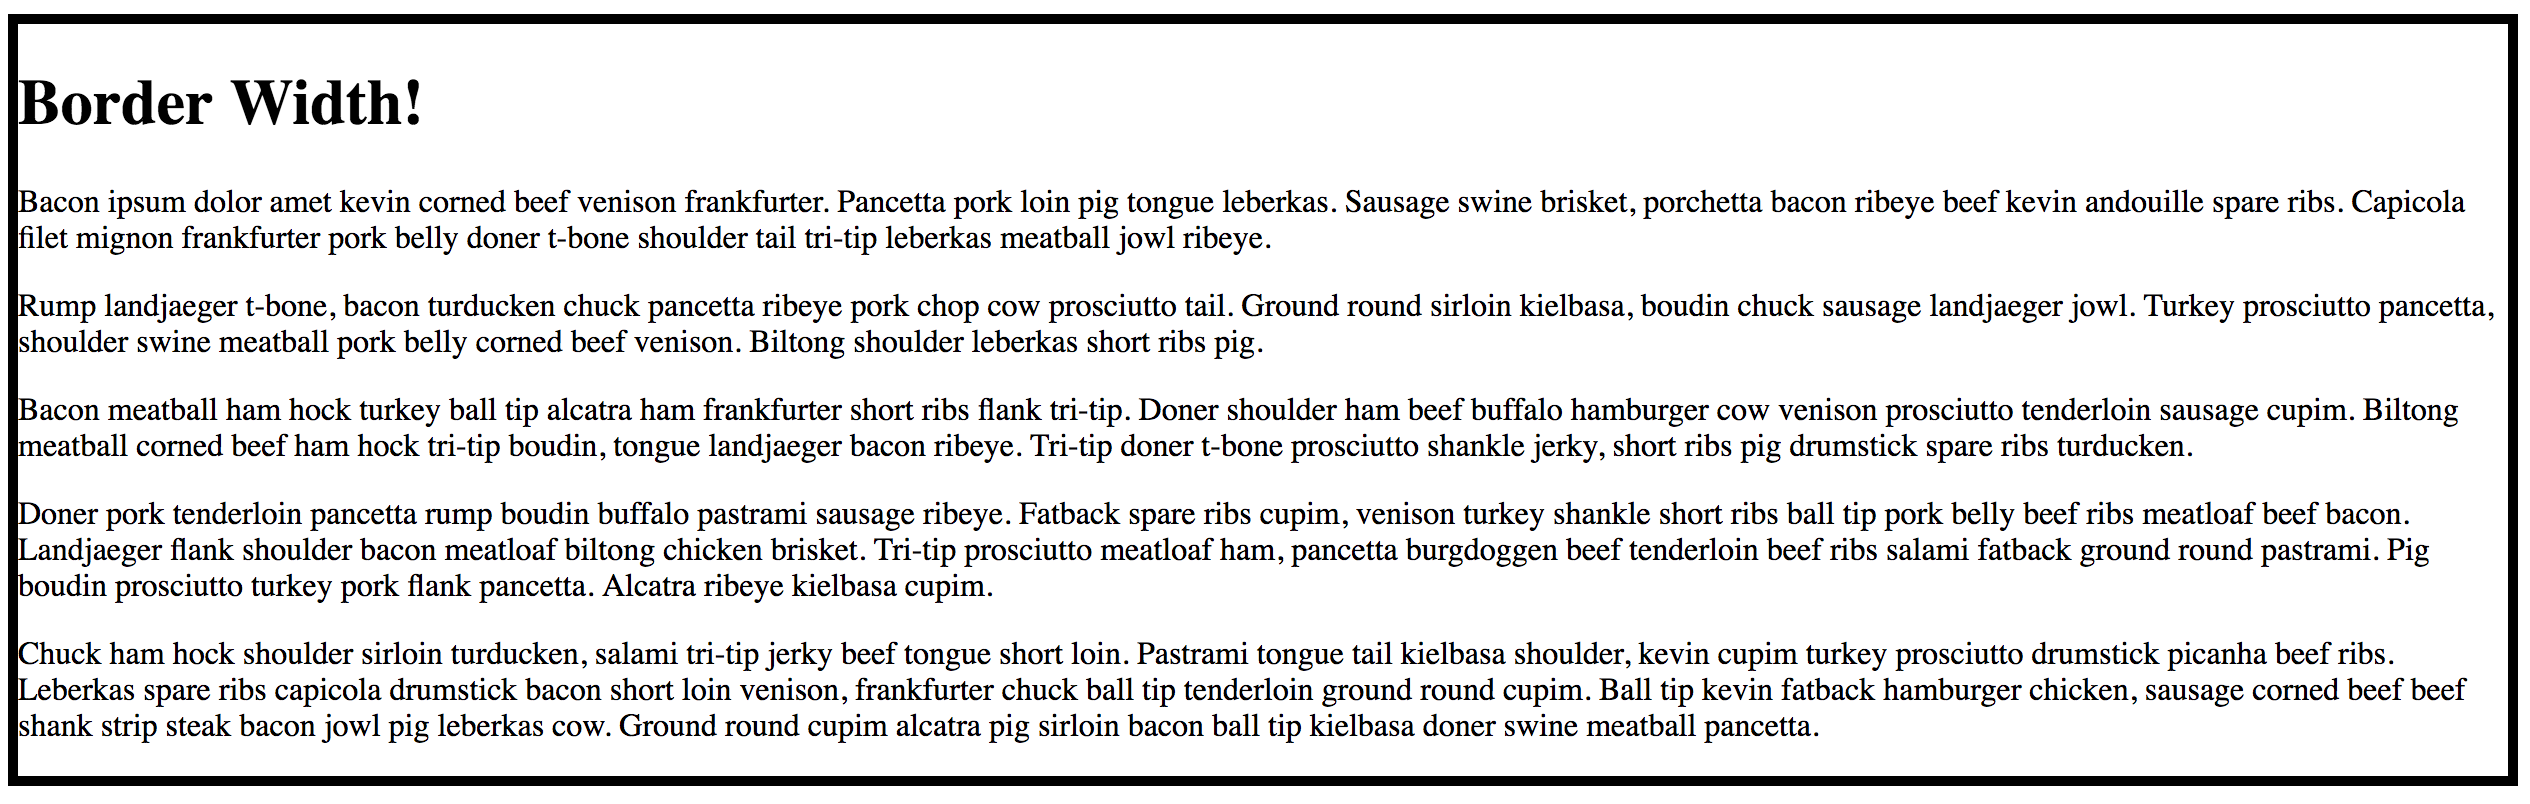 Border Width!
Bacon ipsum dolor amet kevin corned beef venison frankfurter. Pancetta pork loin pig tongue leberkas. Sausage swine brisket, porchetta bacon ribeye beef kevin andouille spare ribs. Capicola
filet mignon frankfurter pork belly doner t-bone shoulder tail tri-tip leberkas meatball jowl ribeye.
Rump landjaeger t-bone, bacon turducken chuck pancetta ribeye pork chop cow prosciutto tail. Ground round sirloin kielbasa, boudin chuck sausage landjaeger jowl. Turkey prosciutto pancetta,
shoulder swine meatball pork belly corned beef venison. Biltong shoulder leberkas short ribs pig.
Bacon meatball ham hock turkey ball tip alcatra ham frankfurter short ribs flank tri-tip. Doner shoulder ham beef buffalo hamburger cow venison prosciutto tenderloin sausage cupim. Biltong
meatball corned beef ham hock tri-tip boudin, tongue landjaeger bacon ribeye. Tri-tip doner t-bone prosciutto shankle jerky, short ribs pig drumstick spare ribs turducken.
Doner pork tenderloin pancetta rump boudin buffalo pastrami sausage ribeye. Fatback spare ribs cupim, venison turkey shankle short ribs ball tip pork belly beef ribs meatloaf beef bacon.
Landjaeger flank shoulder bacon meatloaf biltong chicken brisket. Tri-tip prosciutto meatloaf ham, pancetta burgdoggen beef tenderloin beef ribs salami fatback ground round pastrami. Pig
boudin prosciutto turkey pork flank pancetta. Alcatra ribeye kielbasa cupim.
Chuck ham hock shoulder sirloin turducken, salami tri-tip jerky beef tongue short loin. Pastrami tongue tail kielbasa shoulder, kevin cupim turkey prosciutto drumstick picanha beef ribs.
Leberkas spare ribs capicola drumstick bacon short loin venison, frankfurter chuck ball tip tenderloin ground round cupim. Ball tip kevin fatback hamburger chicken, sausage corned beef beef
shank strip steak bacon jowl pig leberkas cow. Ground round cupim alcatra pig sirloin bacon ball tip kielbasa doner swine meatball pancetta.